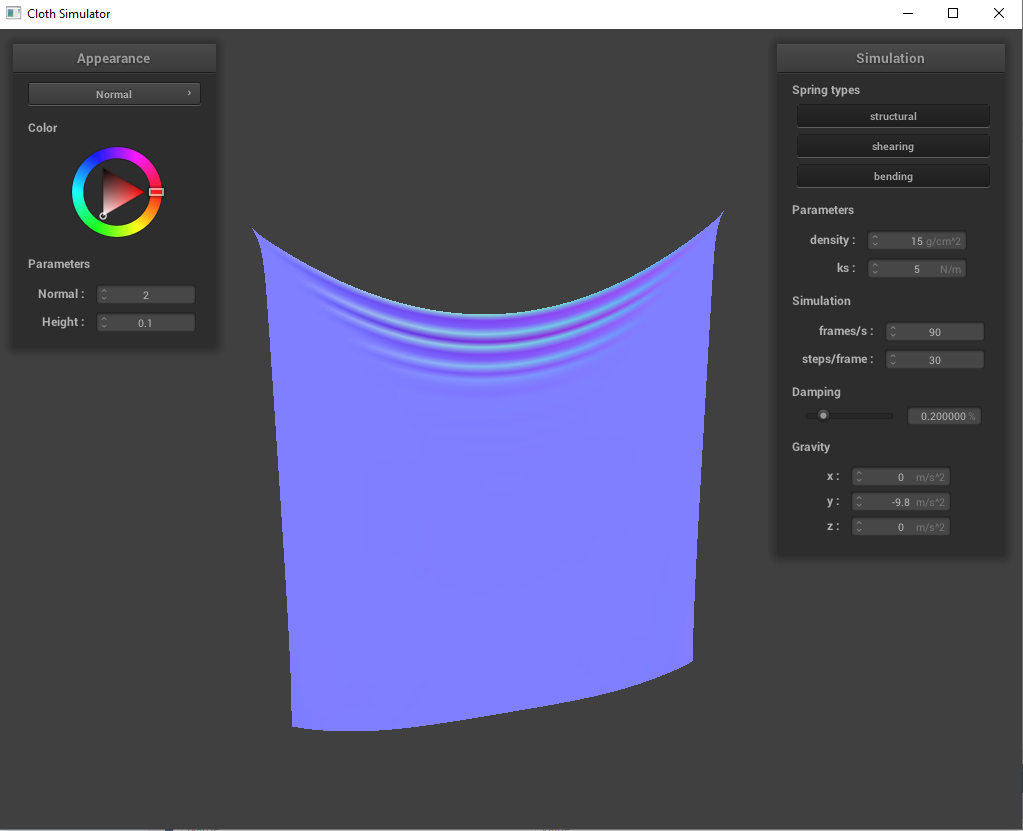 Cloth Simulator
Appearance
Normal
Color
Parameters
Normal : 2
Height : 0.1
Simulation
Spring types
structural
shearing
bending
Parameters
density : 15 g/cm^2
ks : 5 N/m
Simulation
frames/s : 90
steps/frame : 30
Damping
0.200000 %
Gravity
x : 0 m/s^2
y : -9.8 m/s^2
z : 0 m/s^2